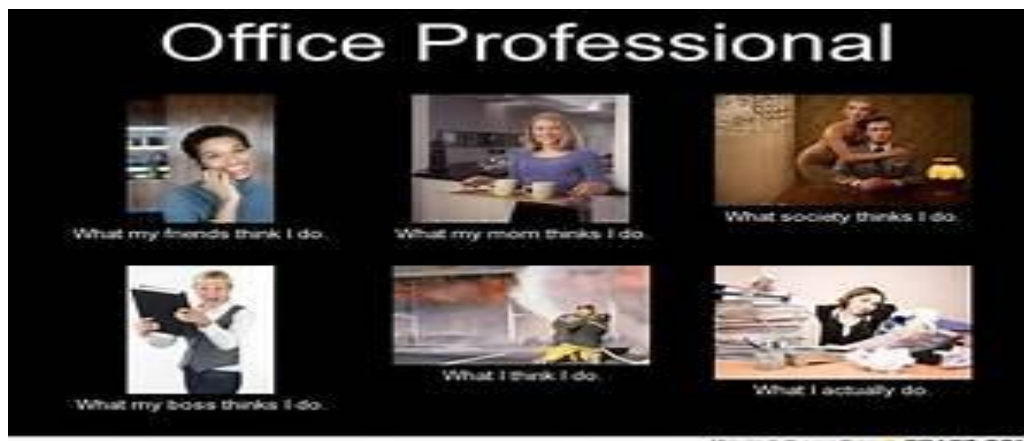 Office Professional
What my friends think I do.
What my mom thinks I do.
What society thinks I do.
What my boss thinks I do.
What I think I do.
What I actually do.